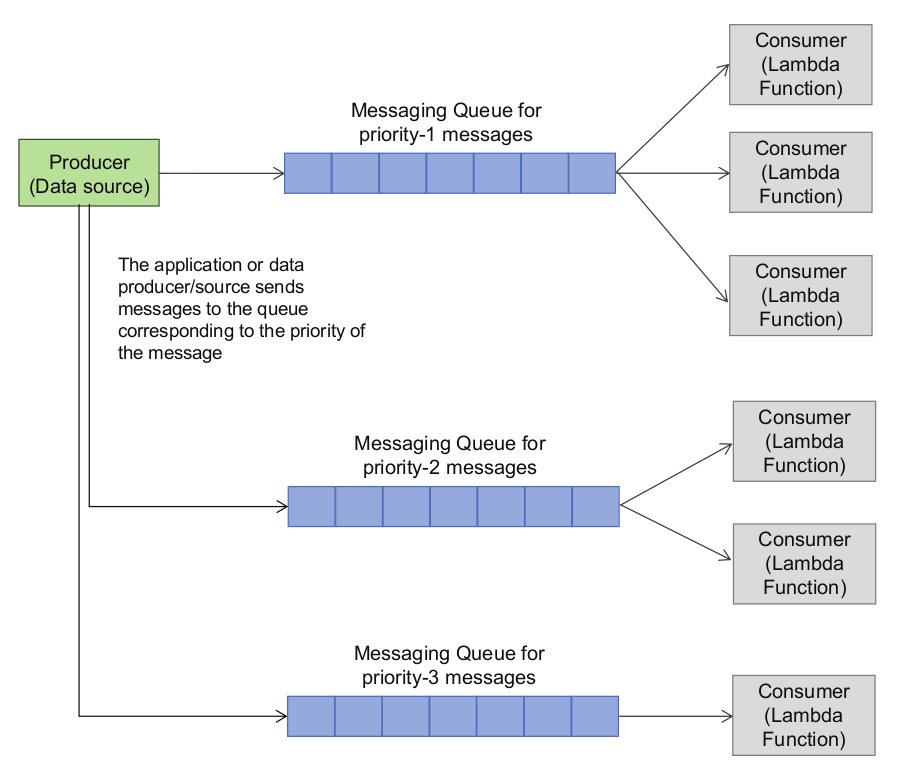 Consumer
(Lambda
Function)
Messaging Queue for
priority-1 messages
Producer
(Data source)
Consumer
(Lambda
Function)
The application or data
producer/source sends
messages to the queue
corresponding to the priority of
the message
Consumer
(Lambda
Function)
Messaging Queue for
priority-2 messages
Consumer
(Lambda
Function)
Consumer
(Lambda
Function)
Messaging Queue for
priority-3 messages
Consumer
(Lambda
Function)